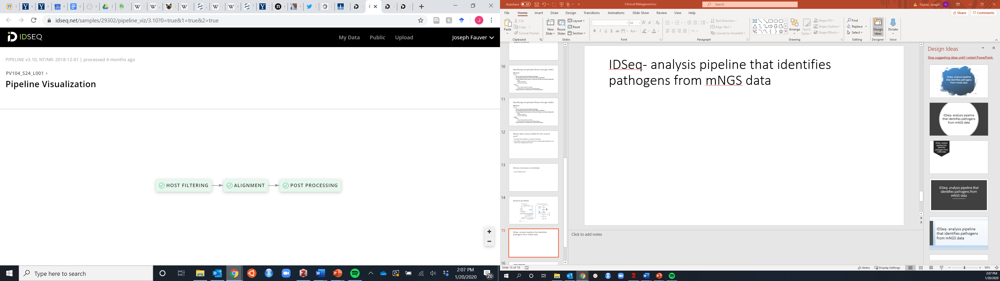 idseq.net/samples/29302/pipeline_viz/3.10?0=true&1=true&2=true
IDSEQ
My Data Public Upload
Joseph Fauver
PIPELINE v3.10, NT/NR: 2018-12-01 | processed 4 months ago
PV104_S24_L001 >
Pipeline Visualization
HOST FILTERING
ALIGNMENT
POST PROCESSING
+
−
Type here to search
2:07 PM
1/20/2020
20
AutoSave Off
Clinical Metagenomics
Search
Fauver, Joseph
FJ
File Home Insert Draw Design Transitions Animations Slide Show Review View Help
Share
Comments
Paste
Cut
Copy
Format Painter
Clipboard
New Slide
Reuse Slides
Layout
Reset
Section
Slides
44
Font
Text Direction
Align Text
Convert to SmartArt
Paragraph
Arrange
Quick Styles
Shape Fill
Shape Outline
Shape Effects
Drawing
Find
Replace
Select
Editing
Design Ideas
Designer
Dictate
Voice
10
Identifying complicated illness through mNGS
11
Identifying complicated illness through mNGS
12
Where does clinical mNGS fit into routine
care?
13
Wuhan Coronavirus Outbreak
14
General workflow
15
IDSeq- analysis pipeline that identifies
pathogens from mNGS data
16
IDSeq- analysis pipeline that identifies
pathogens from mNGS data
Click to add notes
Design Ideas
Stop suggesting ideas until I restart PowerPoint.
IDSeq- analysis pipeline
that identifies pathogens
from mNGS data
IDSeq- analysis pipeline
that identifies pathogens
from mNGS data
IDSeq- analysis
pipeline that
identifies
pathogens from
mNGS data
IDSeq- analysis pipeline that
identifies pathogens from
mNGS data
IDSeq- analysis pipeline
that identifies pathogens
from mNGS data
Slide 15 of 16
Notes
Display Settings
96%
2:07 PM
1/20/2020